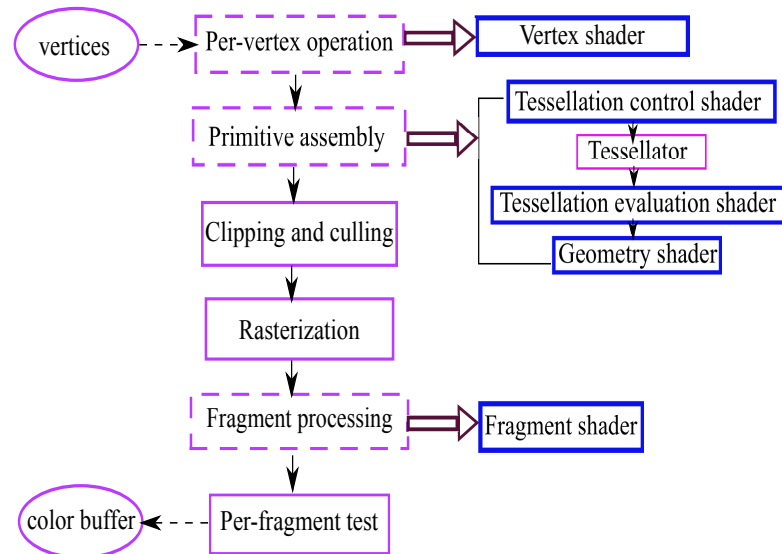 vertices
Per-vertex operation
Vertex shader
Primitive assembly
Tessellation control shader
Tessellator
Tessellation evaluation shader
Geometry shader
Clipping and culling
Rasterization
Fragment processing
Fragment shader
Per-fragment test
color buffer